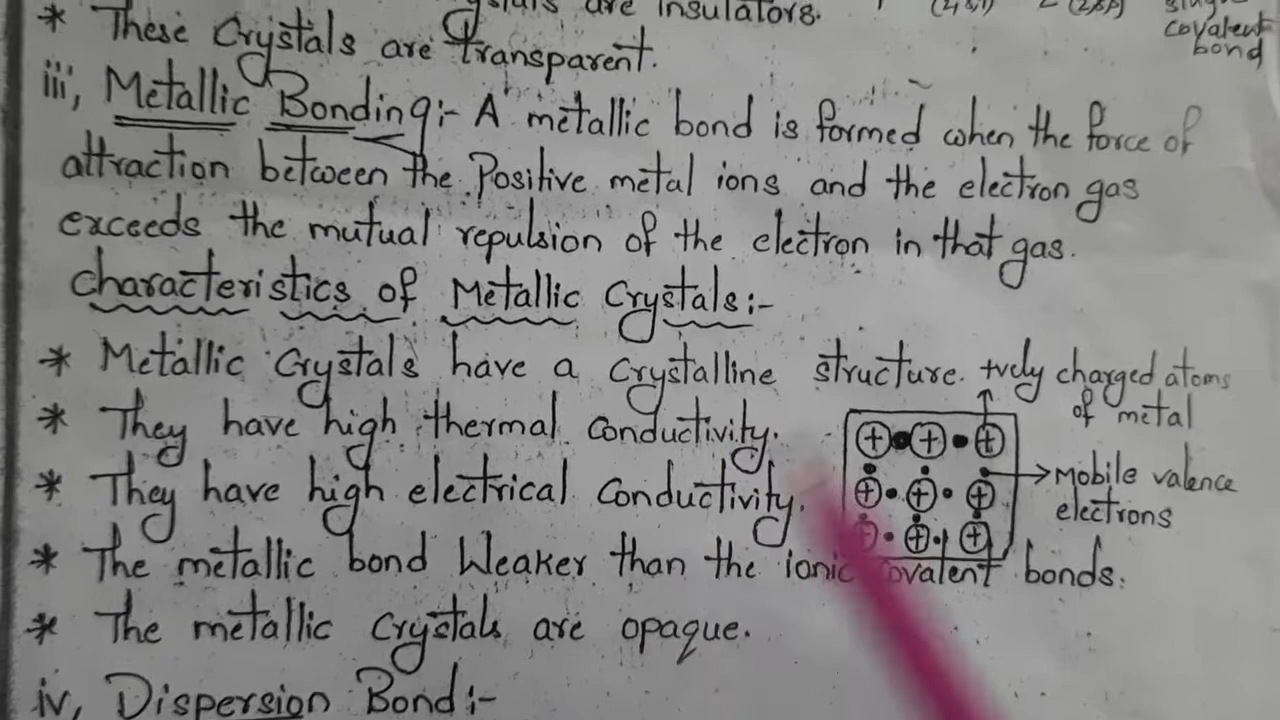 are insulators.
* These Crystals are transparent.
covalent
bond
iii, Metallic Bonding:- A metallic bond is formed when the force of
attraction between the Positive metal ions and the electron gas
exceeds the mutual repulsion of the electron in that gas.
Characteristics of Metallic Crystals:-
* Metallic Crystals have a crystalline structure.
* They have high thermal conductivity.
* They have high electrical conductivity.
+vely charged atoms
of metal
Mobile valence
electrons
* The metallic bond Weaker than the ionic covalent bonds.
* The metallic crystals are opaque.
iv, Dispersion Bond:-